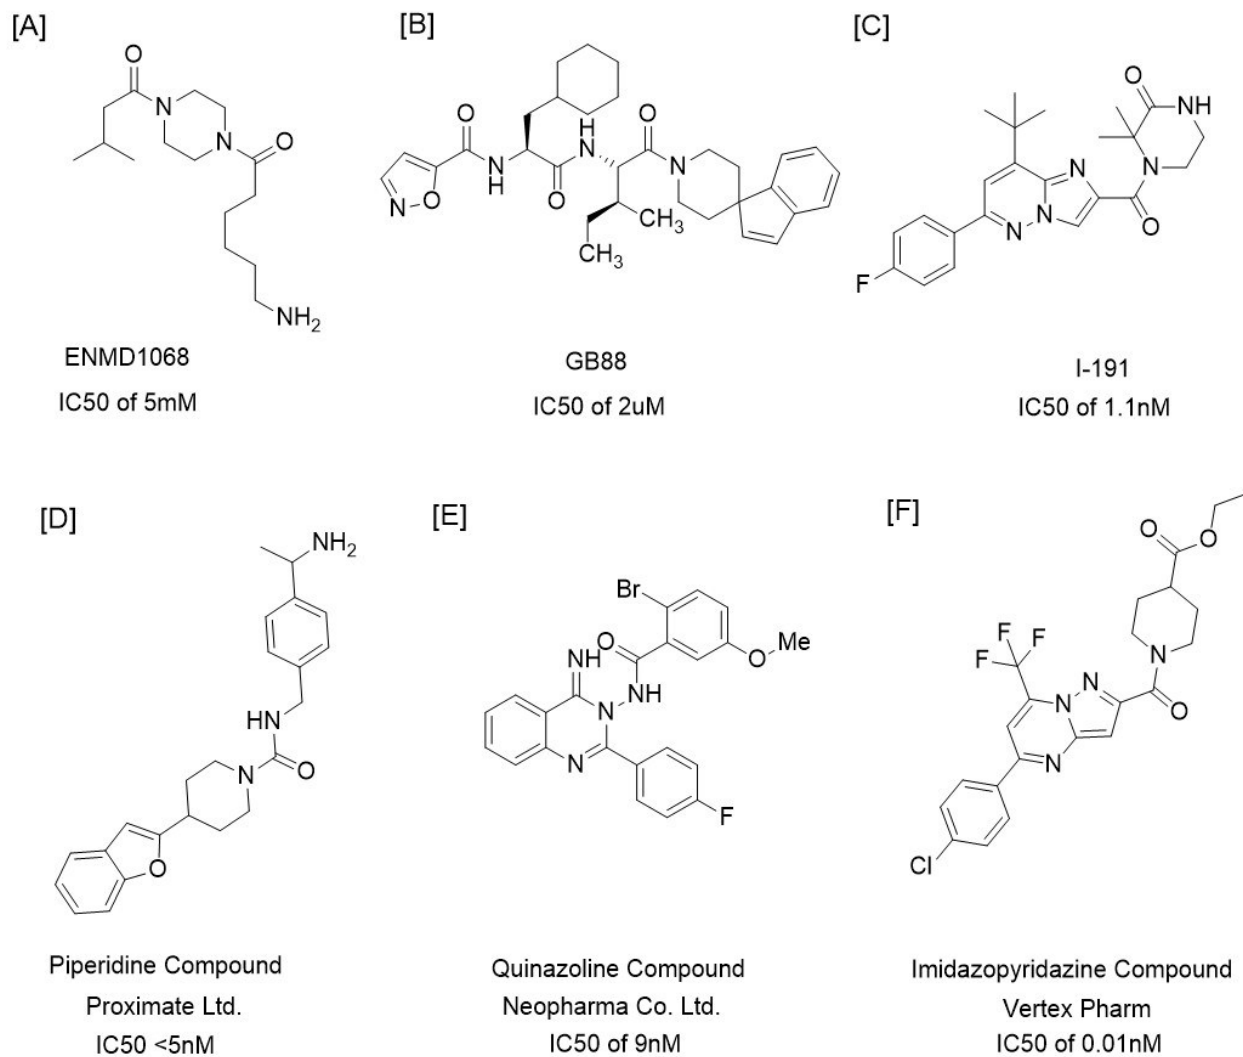 [A]
[B]
[C]
O
N
N
O
NH2
ENMD1068
IC50 of 5mM
O
N
O
N
H
O
H
N
O
N
CH3
CH3
GB88
IC50 of 2uM
O
NH
N
N
N
N
O
F
I-191
IC50 of 1.1nM
[D]
[E]
[F]
NH2
HN
O
N
O
Piperidine Compound
Proximate Ltd.
IC50 <5nM
Br
O
NH
O
Me
N
NH
N
F
Quinazoline Compound
Neopharma Co. Ltd.
IC50 of 9nM
O
O
F
F
F
N
N
N
N
O
Cl
Imidazopyridazine Compound
Vertex Pharm
IC50 of 0.01nM